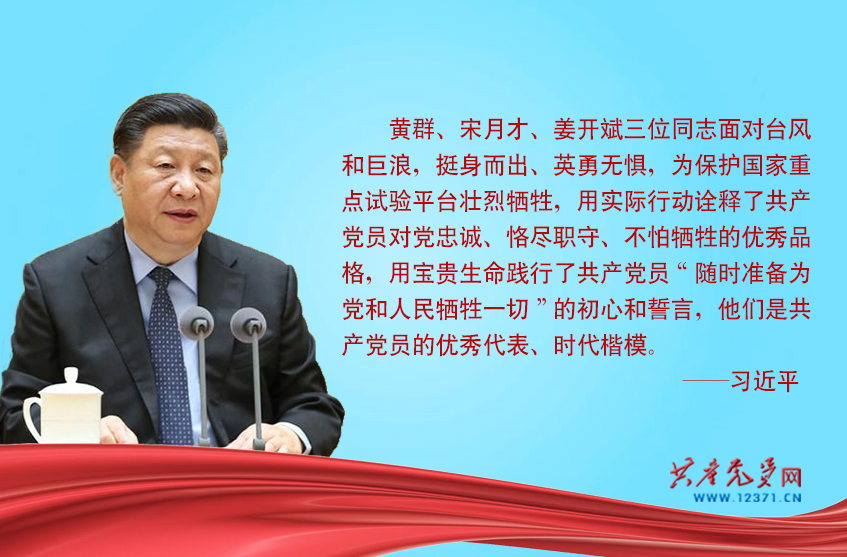 黄群、宋月才、姜开斌三位同志面对台风
和巨浪，挺身而出、英勇无惧，为保护国家重
点试验平台壮烈牺牲，用实际行动诠释了共产
党员对党忠诚、恪尽职守、不怕牺牲的优秀品
格，用宝贵生命践行了共产党员“随时准备为
党和人民牺牲一切”的初心和誓言，他们是共
产党员的优秀代表、时代楷模。
——习近平
共产党员网
WWW.12371.CN